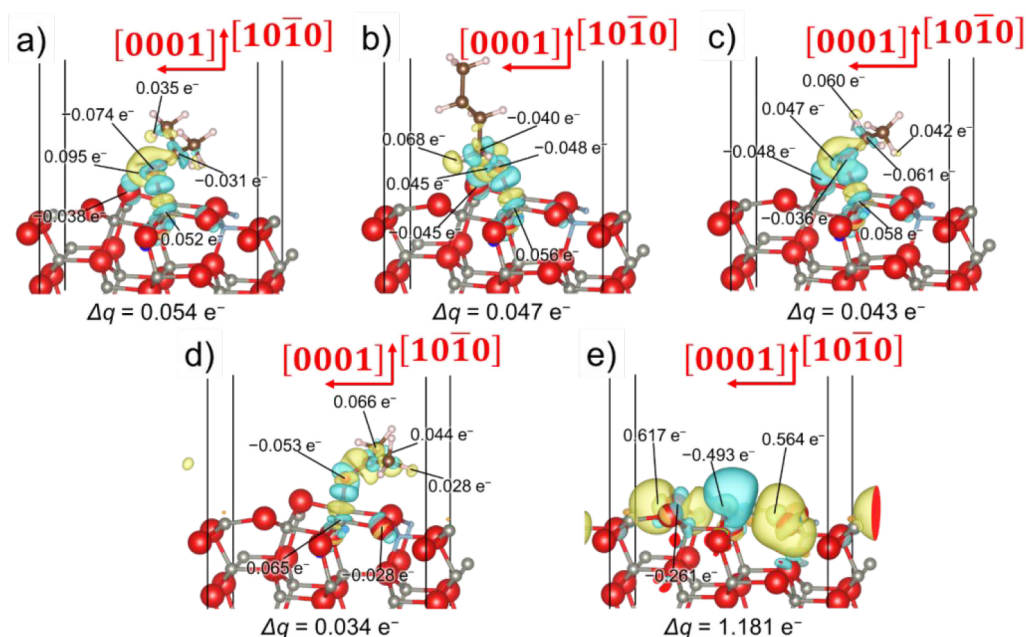 a)
[0001]
[101̄0]
0.035 e⁻
−0.074 e⁻
0.095 e⁻
−0.031 e⁻
−0.038 e⁻
0.052 e⁻
Δq = 0.054 e⁻
b)
[0001]
[101̄0]
−0.040 e⁻
0.068 e⁻
−0.048 e⁻
0.045 e⁻
−0.045 e⁻
0.056 e⁻
Δq = 0.047 e⁻
c)
[0001]
[101̄0]
0.060 e⁻
0.047 e⁻
0.042 e⁻
−0.048 e⁻
−0.061 e⁻
−0.036 e⁻
0.058 e⁻
Δq = 0.043 e⁻
d)
[0001]
[101̄0]
0.066 e⁻
−0.053 e⁻
0.044 e⁻
0.028 e⁻
0.065 e⁻
−0.028 e⁻
Δq = 0.034 e⁻
e)
[0001]
[101̄0]
0.617 e⁻
−0.493 e⁻
0.564 e⁻
−0.261 e⁻
Δq = 1.181 e⁻